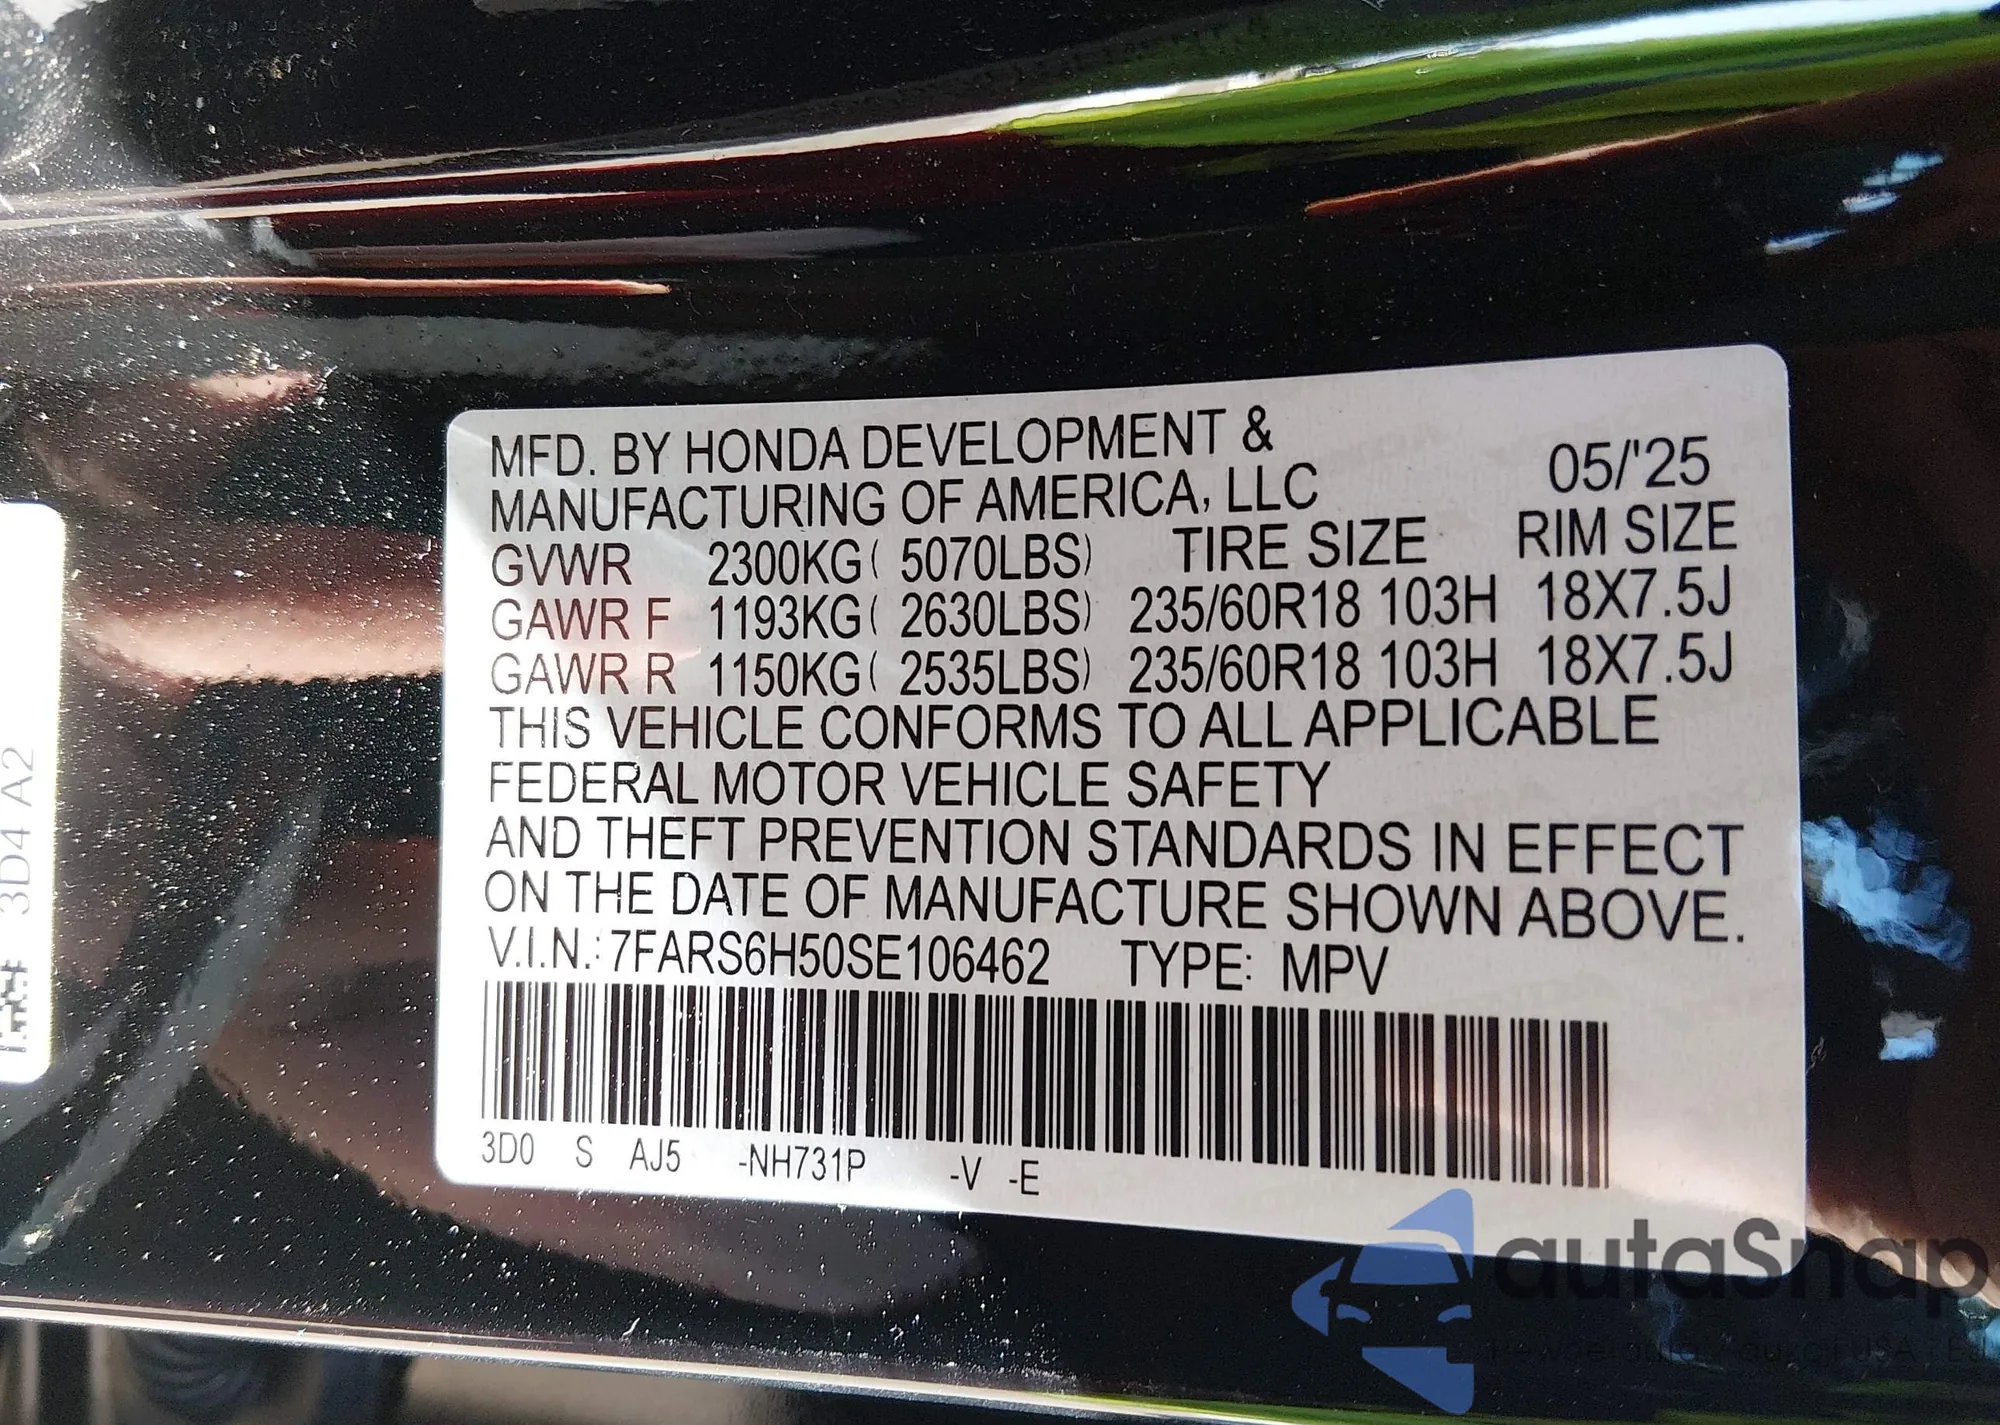 MFD. BY HONDA DEVELOPMENT &
MANUFACTURING OF AMERICA, LLC
05/'25
GVWR 2300KG( 5070LBS) TIRE SIZE RIM SIZE
GAWR F 1193KG( 2630LBS) 235/60R18 103H 18X7.5J
GAWR R 1150KG( 2535LBS) 235/60R18 103H 18X7.5J
THIS VEHICLE CONFORMS TO ALL APPLICABLE
FEDERAL MOTOR VEHICLE SAFETY
AND THEFT PREVENTION STANDARDS IN EFFECT
ON THE DATE OF MANUFACTURE SHOWN ABOVE.
V.I.N.: 7FARS6H50SE106462 TYPE: MPV
3D0 S AJ5 -NH731P -V -E
3D4 A2
autaSnap